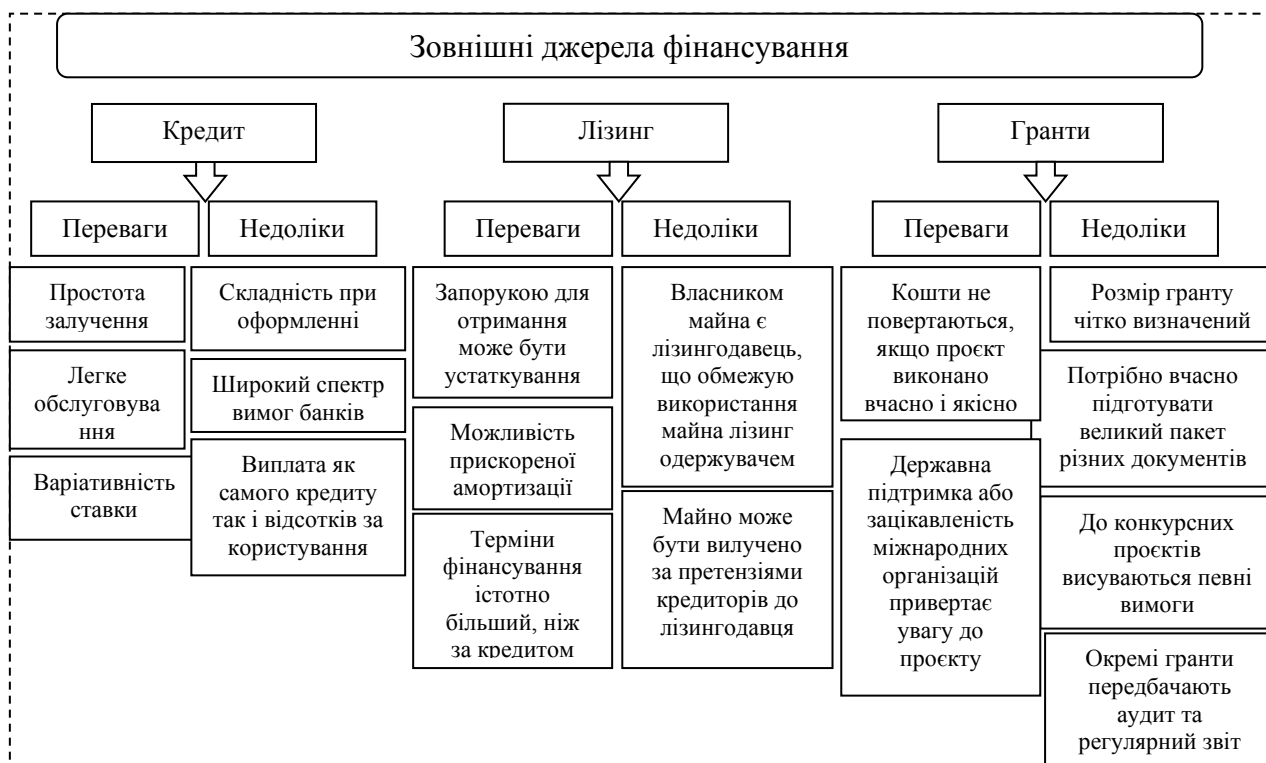 Зовнішні джерела фінансування
Кредит
Лізинг
Гранти
Переваги
Недоліки
Переваги
Недоліки
Переваги
Недоліки
Простота
залучення
Легке
обслуговува
ння
Варіативність
ставки
Складність при
оформленні
Широкий спектр
вимог банків
Виплата як
самого кредиту
так і відсотків за
користування
Запорукою для
отримання
може бути
устаткування
Можливість
прискореної
амортизації
Терміни
фінансування
істотно
більший, ніж
за кредитом
Власником
майна є
лізингодавець,
що обмежую
використання
майна лізинг
одержувачем
Майно може
бути вилучено
за претензіями
кредиторів до
лізингодавця
Кошти не
повертаються,
якщо проєкт
виконано
вчасно і якісно
Державна
підтримка або
зацікавленість
міжнародних
організацій
привертає
увагу до
проєкту
Розмір гранту
чітко визначений
Потрібно вчасно
підготувати
великий пакет
різних документів
До конкурсних
проєктів
висуваються певні
вимоги
Окремі гранти
передбачають
аудит та
регулярний звіт